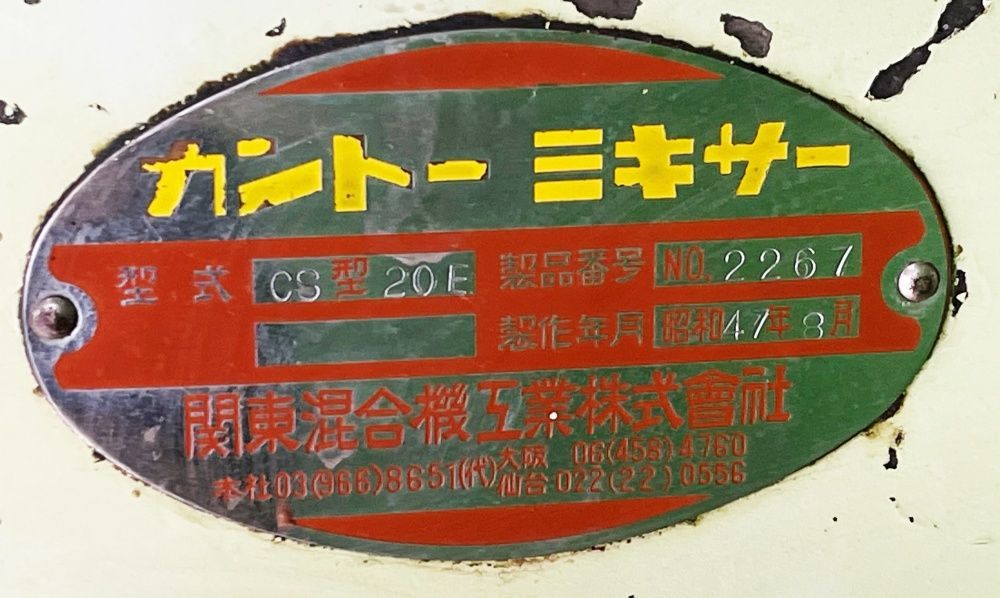 カントー ミキサー
型式 CS型20E 製品番号 NO.2267
製作年月 昭和47年8月
関東混合機工業株式會社
本社03(966)8651(代)大阪 06(458)4760
仙台 022(22)0556